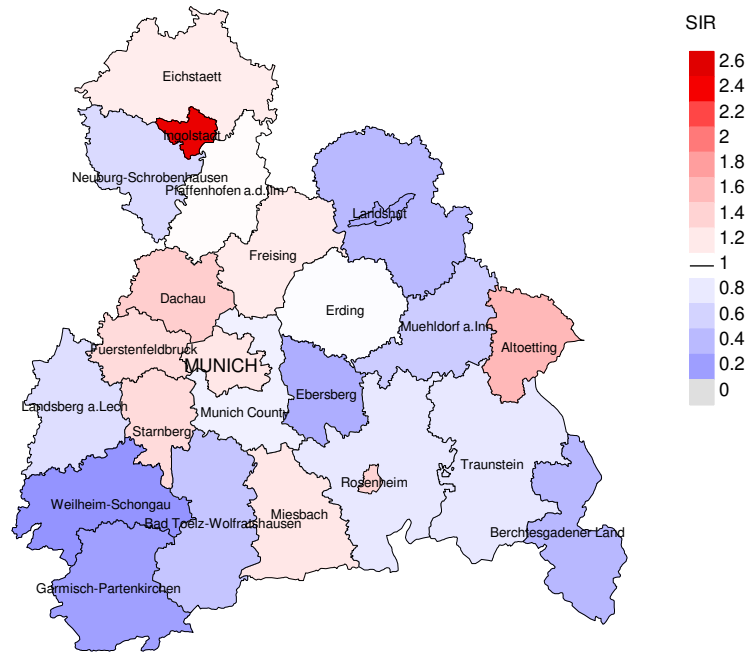 SIR
2.6
2.4
2.2
2
1.8
1.6
1.4
1.2
1
0.8
0.6
0.4
0.2
0
Eichstaett
Ingolstadt
Neuburg-Schrobenhausen
Pfaffenhofen a.d.Ilm
Landshut
Freising
Dachau
Erding
Muehldorf a.Inn
Altoetting
Fuerstenfeldbruck
MUNICH
Ebersberg
Landsberg a.Lech
Munich County
Starnberg
Traunstein
Rosenheim
Weilheim-Schongau
Miesbach
Bad Toelz-Wolfratshausen
Berchtesgadener Land
Garmisch-Partenkirchen